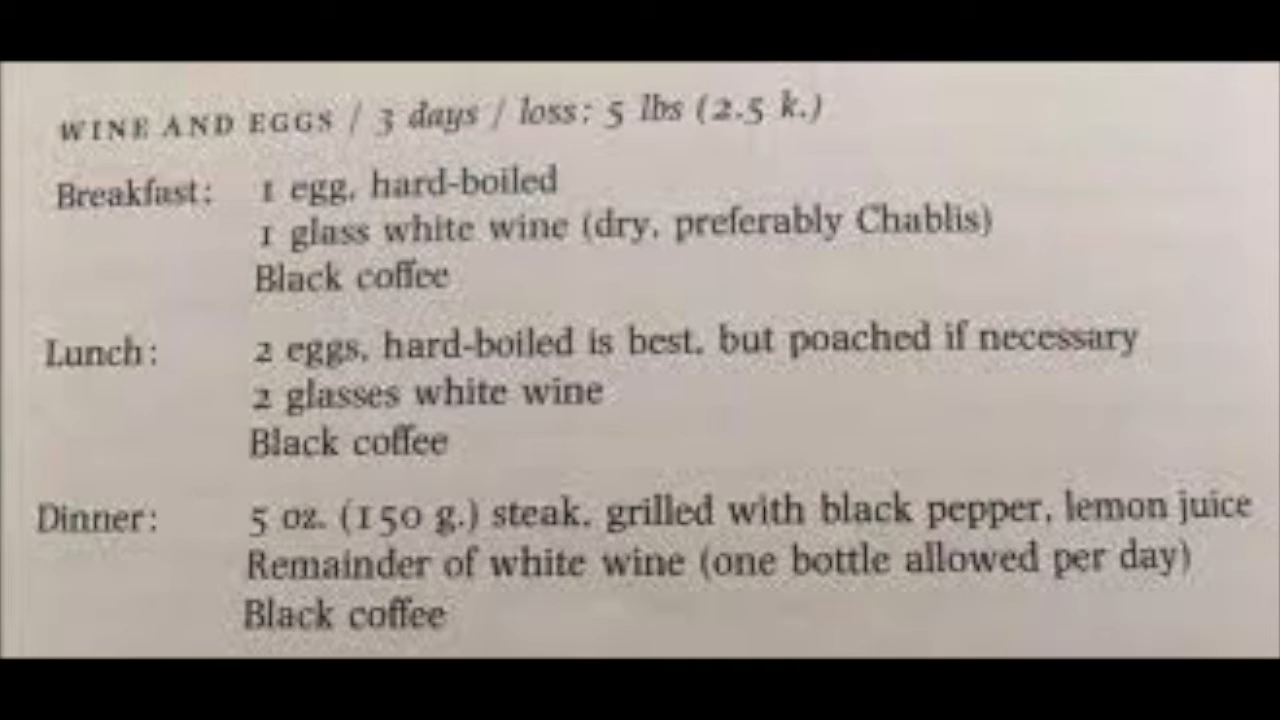 WINE AND EGGS / 3 days / loss: 5 lbs (2.5 k.)
Breakfast: 1 egg, hard-boiled
1 glass white wine (dry, preferably Chablis)
Black coffee
Lunch: 2 eggs, hard-boiled is best, but poached if necessary
2 glasses white wine
Black coffee
Dinner: 5 oz. (150 g.) steak, grilled with black pepper, lemon juice
Remainder of white wine (one bottle allowed per day)
Black coffee